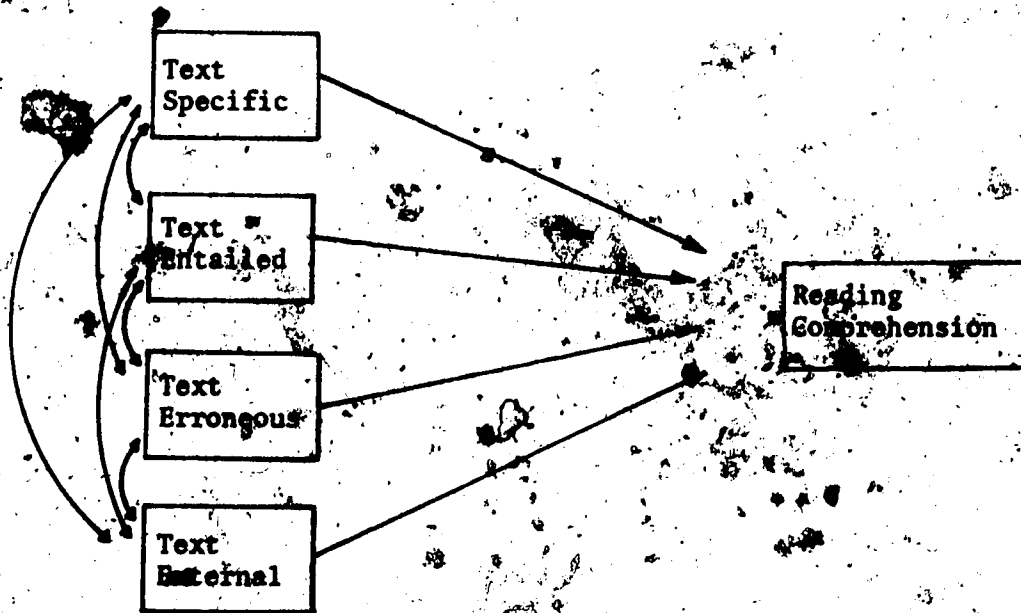 Text
Specific
Text
Entailed
Reading
Comprehension
Text
Erroneous
Text
External